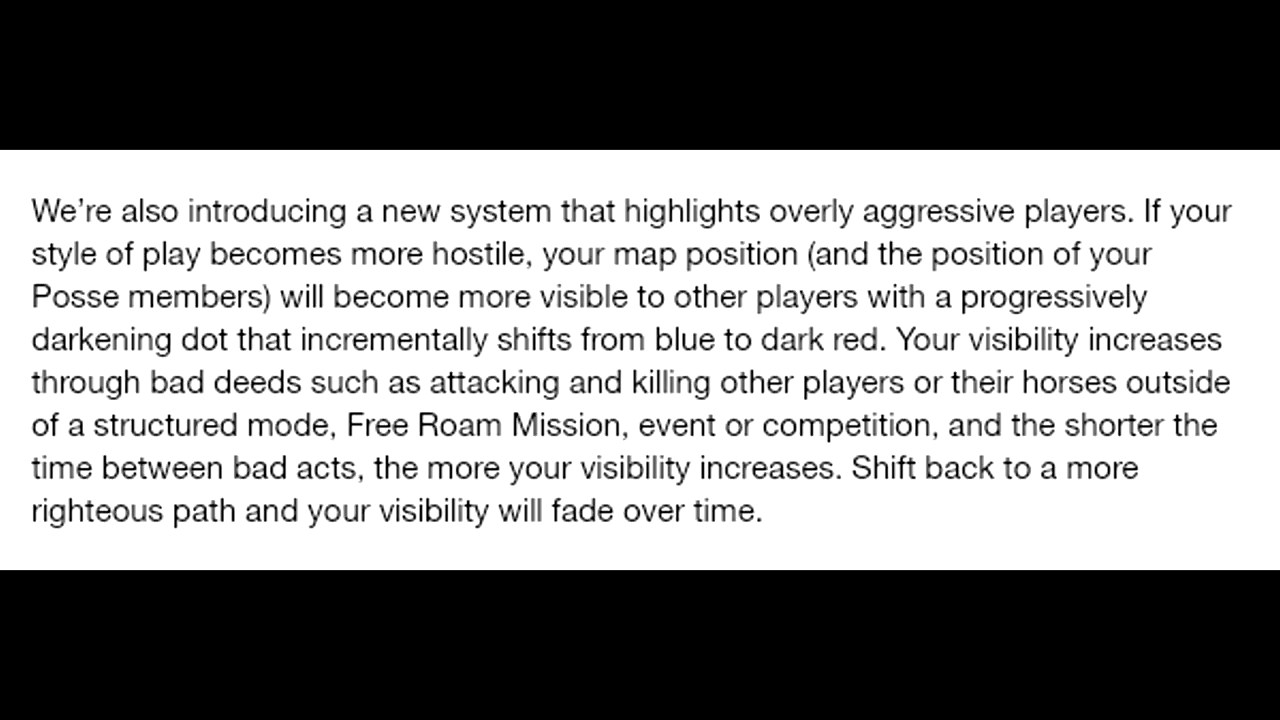 We’re also introducing a new system that highlights overly aggressive players. If your
style of play becomes more hostile, your map position (and the position of your
Posse members) will become more visible to other players with a progressively
darkening dot that incrementally shifts from blue to dark red. Your visibility increases
through bad deeds such as attacking and killing other players or their horses outside
of a structured mode, Free Roam Mission, event or competition, and the shorter the
time between bad acts, the more your visibility increases. Shift back to a more
righteous path and your visibility will fade over time.